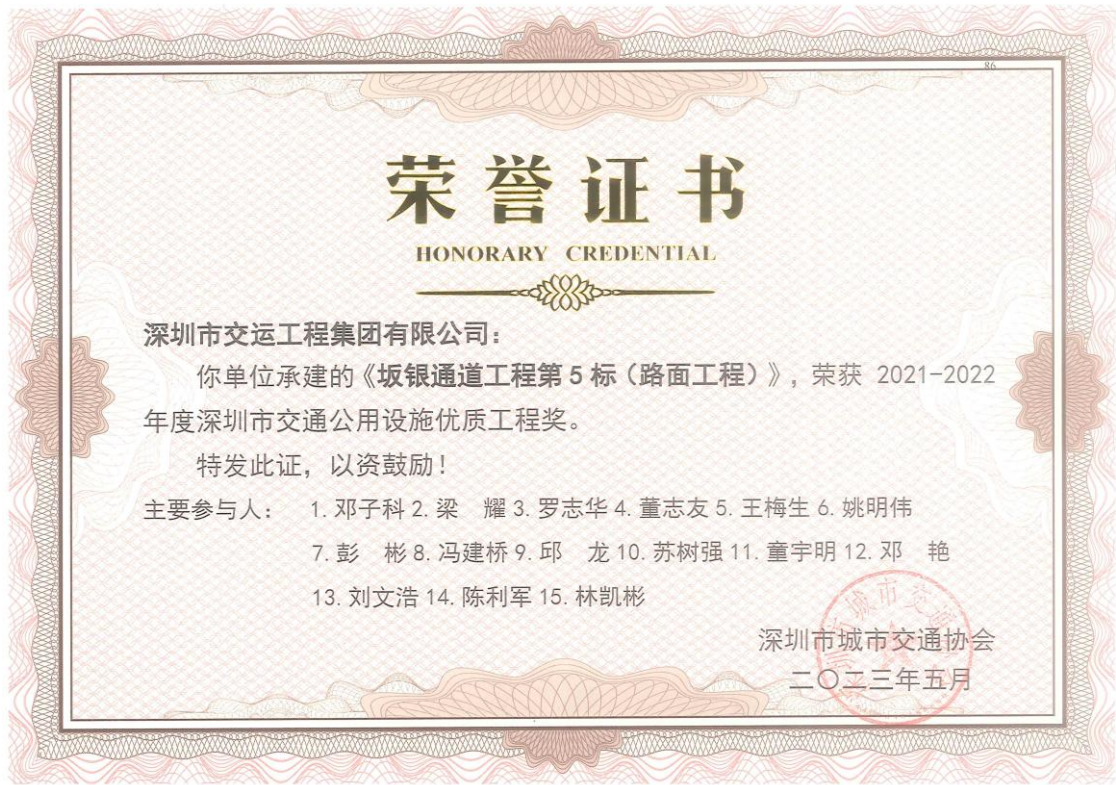 86
荣誉证书
HONORARY CREDENTIAL
深圳市交运工程集团有限公司：
你单位承建的《坂银通道工程第5标（路面工程）》，荣获 2021-2022
年度深圳市交通公用设施优质工程奖。
特发此证，以资鼓励！
主要参与人： 1.邓子科 2.梁 耀 3.罗志华 4.董志友 5.王梅生 6.姚明伟
7.彭 彬 8.冯建桥 9.邱 龙 10.苏树强 11.童宇明 12.邓 艳
13.刘文浩 14.陈利军 15.林凯彬
深圳市城市交通协会
二〇二三年五月